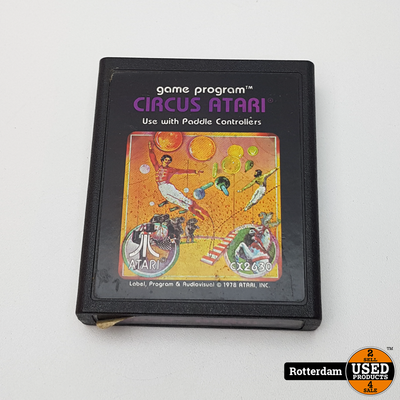 game program™
CIRCUS ATARI®
Use with Paddle Controllers
ATARI
CX2630
Label, Program & Audiovisual © 1978 ATARI, INC.
Rotterdam
2
SELL
USED
PRODUCTS
4
SALE
™